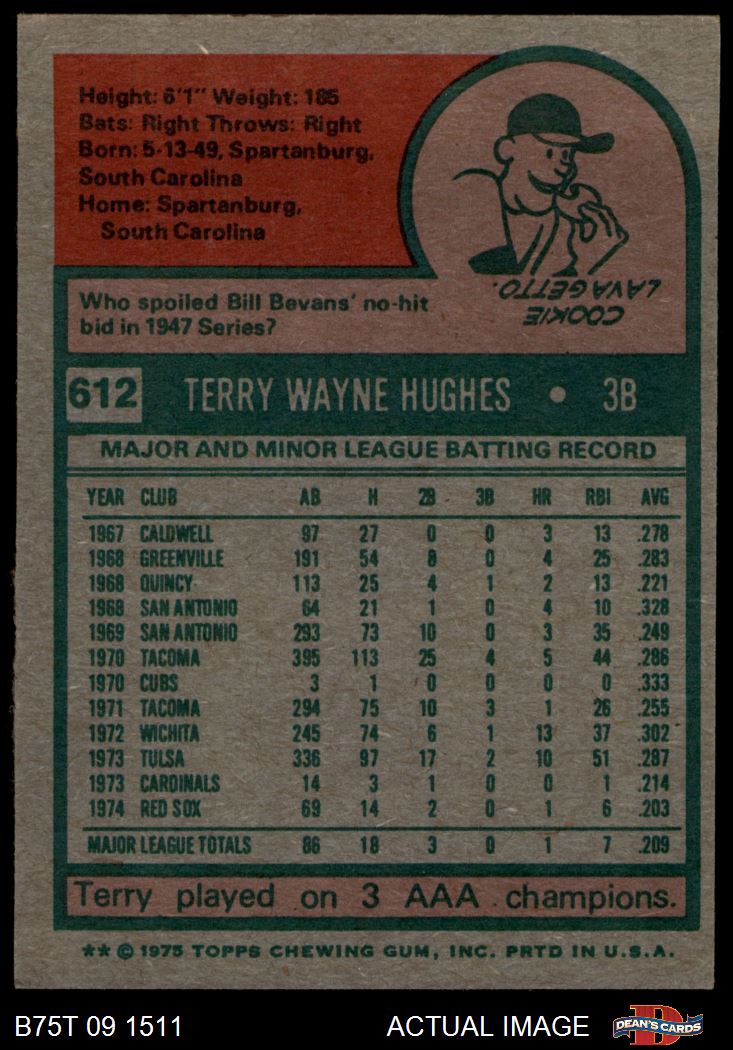 Height: 6'1" Weight: 185
Bats: Right Throws: Right
Born: 5-13-49, Spartanburg,
South Carolina
Home: Spartanburg,
South Carolina
COOKIE
LAVAGETTO.
Who spoiled Bill Bevans' no-hit
bid in 1947 Series?
612 TERRY WAYNE HUGHES • 3B
MAJOR AND MINOR LEAGUE BATTING RECORD
YEAR CLUB AB H 2B 3B HR RBI AVG
1967 CALDWELL 97 27 0 0 3 13 .278
1968 GREENVILLE 191 54 8 0 4 25 .283
1968 QUINCY 113 25 4 1 2 13 .221
1968 SAN ANTONIO 64 21 1 0 4 10 .328
1969 SAN ANTONIO 293 73 10 0 3 35 .249
1970 TACOMA 395 113 25 4 5 44 .286
1970 CUBS 3 1 0 0 0 0 .333
1971 TACOMA 294 75 10 3 1 26 .255
1972 WICHITA 245 74 6 1 13 37 .302
1973 TULSA 336 97 17 2 10 51 .287
1973 CARDINALS 14 3 1 0 0 1 .214
1974 RED SOX 69 14 2 0 1 6 .203
MAJOR LEAGUE TOTALS 86 18 3 0 1 7 .209
Terry played on 3 AAA champions.
** © 1975 TOPPS CHEWING GUM, INC. PRTD IN U.S.A.
B75T 09 1511 ACTUAL IMAGE D DEAN'S CARDS